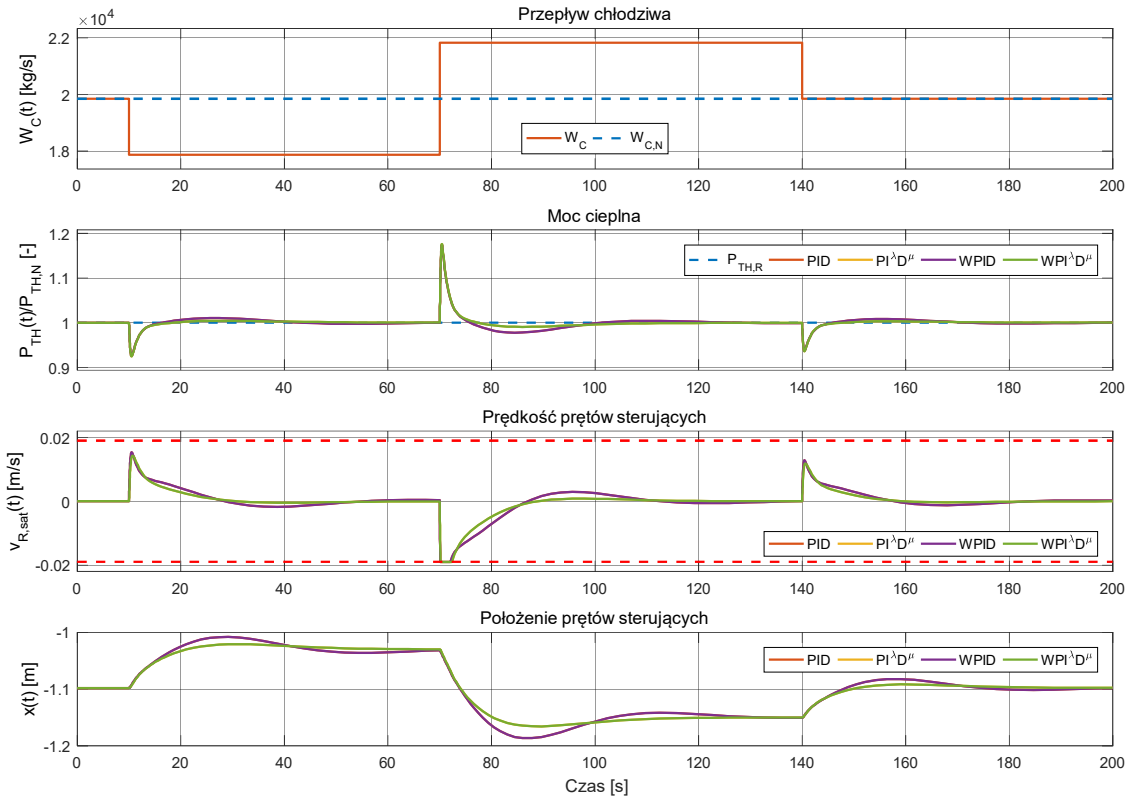 Przepływ chłodziwa
×10⁴
2.2
2
1.8
W_C(t) [kg/s]
W_C W_C,N
0 20 40 60 80 100 120 140 160 180 200
Moc cieplna
1.2
1.1
1
0.9
P_TH(t)/P_TH,N [-]
P_TH,R PID PI^λD^μ WPID WPI^λD^μ
0 20 40 60 80 100 120 140 160 180 200
Prędkość prętów sterujących
0.02
0
-0.02
v_R,sat(t) [m/s]
PID PI^λD^μ WPID WPI^λD^μ
0 20 40 60 80 100 120 140 160 180 200
Położenie prętów sterujących
-1
-1.1
-1.2
x(t) [m]
PID PI^λD^μ WPID WPI^λD^μ
0 20 40 60 80 100 120 140 160 180 200
Czas [s]